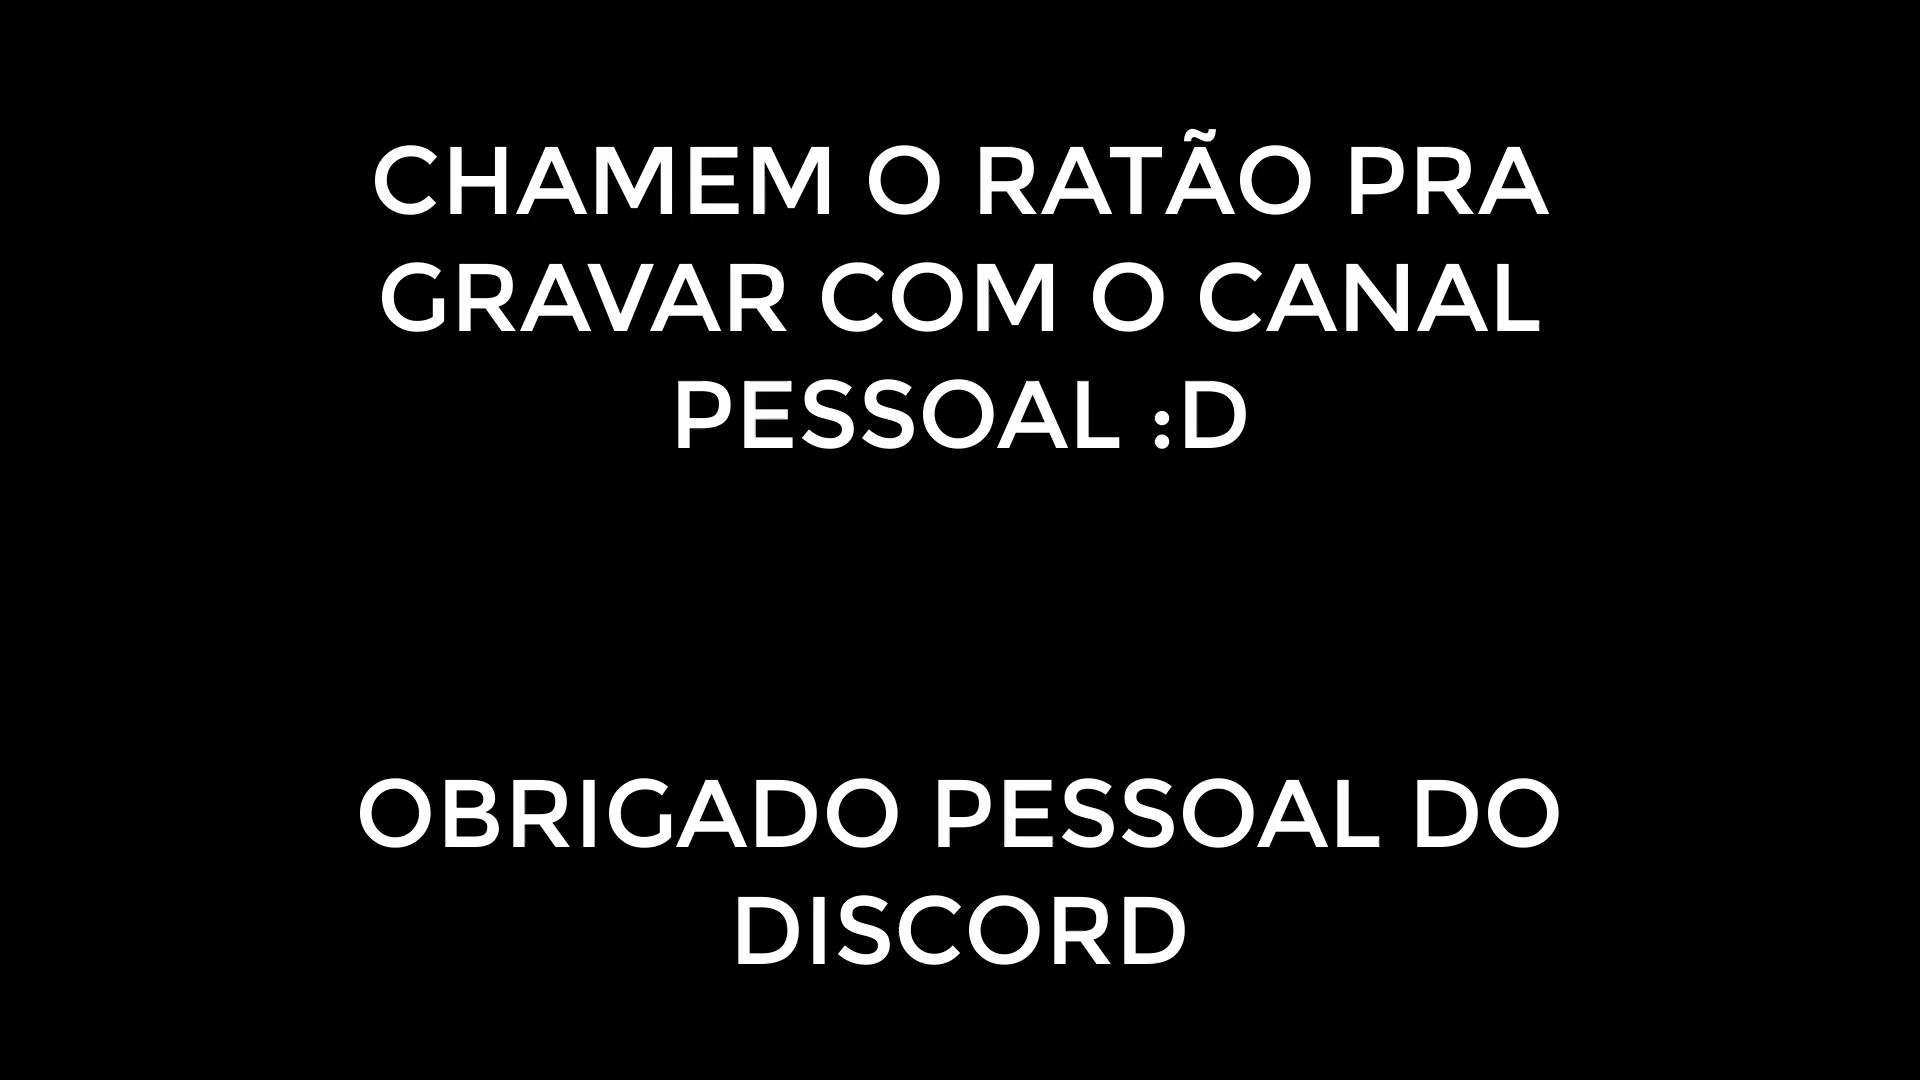 CHAMEM O RATÃO PRA
GRAVAR COM O CANAL
PESSOAL :D
OBRIGADO PESSOAL DO
DISCORD